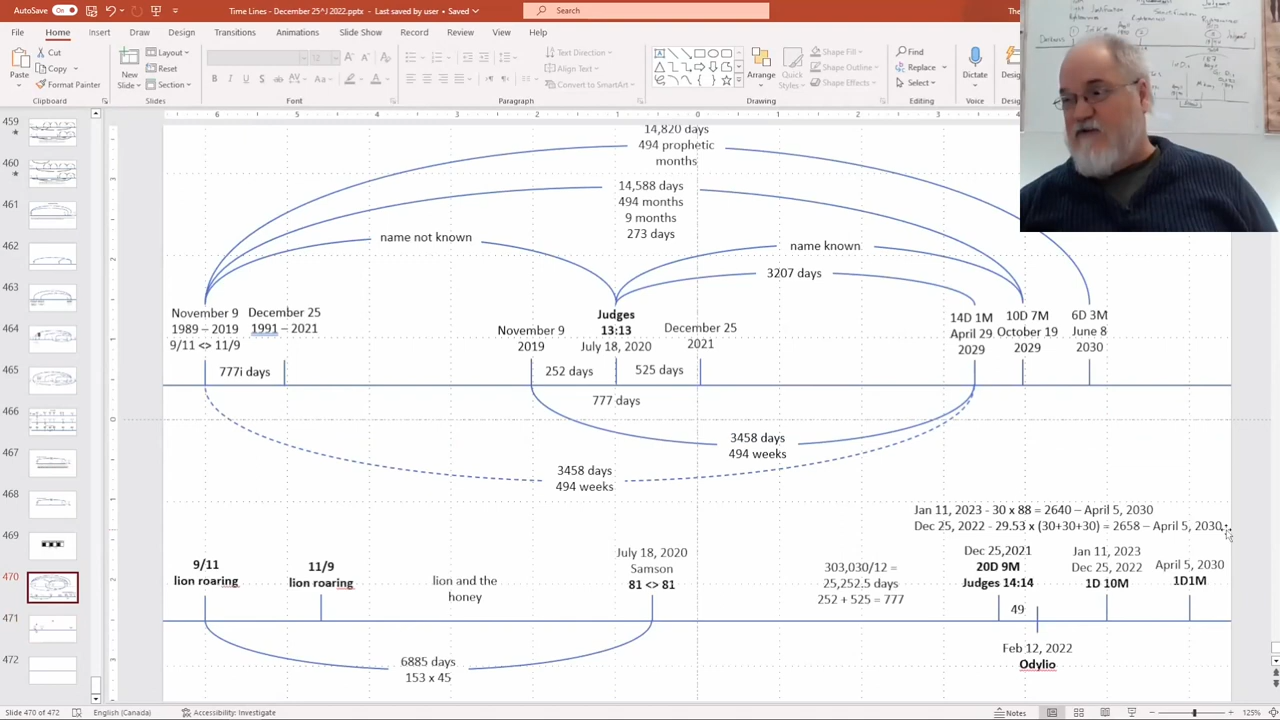 AutoSave On
Time Lines - December 25^J 2022.pptx - Last saved by user • Saved
Search
File Home Insert Draw Design Transitions Animations Slide Show Record Review View Help
Cut
Copy
Format Painter
Clipboard
New
Slide
Layout
Reset
Section
Slides
Font
Paragraph
Text Direction
Align Text
Convert to SmartArt
Arrange
Quick
Styles
Shape Fill
Shape Outline
Shape Effects
Drawing
Find
Replace
Select
Editing
Dictate
Voice
459
460
461
462
463
464
465
466
467
468
469
470
471
472
14,820 days
494 prophetic
months
14,588 days
494 months
9 months
273 days
name not known
name known
3207 days
November 9
1989 – 2019
9/11 <> 11/9
December 25
1991 – 2021
November 9
2019
Judges
13:13
July 18, 2020
December 25
2021
14D 1M
April 29
2029
10D 7M
October 19
2029
6D 3M
June 8
2030
777i days
252 days
525 days
777 days
3458 days
494 weeks
3458 days
494 weeks
Jan 11, 2023 - 30 x 88 = 2640 – April 5, 2030
Dec 25, 2022 - 29.53 x (30+30+30) = 2658 – April 5, 2030
9/11
lion roaring
11/9
lion roaring
lion and the
honey
July 18, 2020
Samson
81 <> 81
303,030/12 =
25,252.5 days
252 + 525 = 777
Dec 25,2021
20D 9M
Judges 14:14
Jan 11, 2023
Dec 25, 2022
1D 10M
April 5, 2030
1D1M
49
Feb 12, 2022
Odylio
6885 days
153 x 45
Slide 470 of 472
English (Canada)
Accessibility: Investigate
Notes
125%